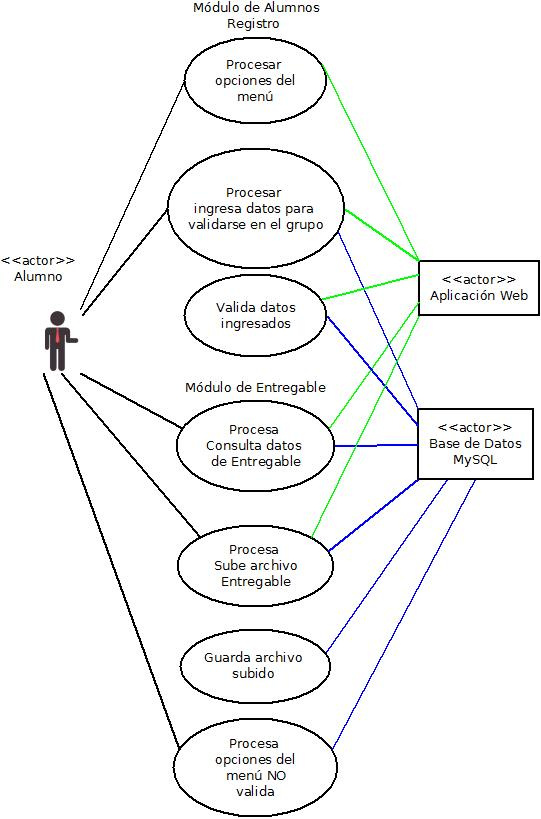 Módulo de Alumnos
Registro
Procesar
opciones del
menú
Procesar
ingresa datos para
validarse en el grupo
<<actor>>
Alumno
<<actor>>
Aplicación Web
Valida datos
ingresados
Módulo de Entregable
Procesa
Consulta datos
de Entregable
<<actor>>
Base de Datos
MySQL
Procesa
Sube archivo
Entregable
Guarda archivo
subido
Procesa
opciones del
menú NO
valida